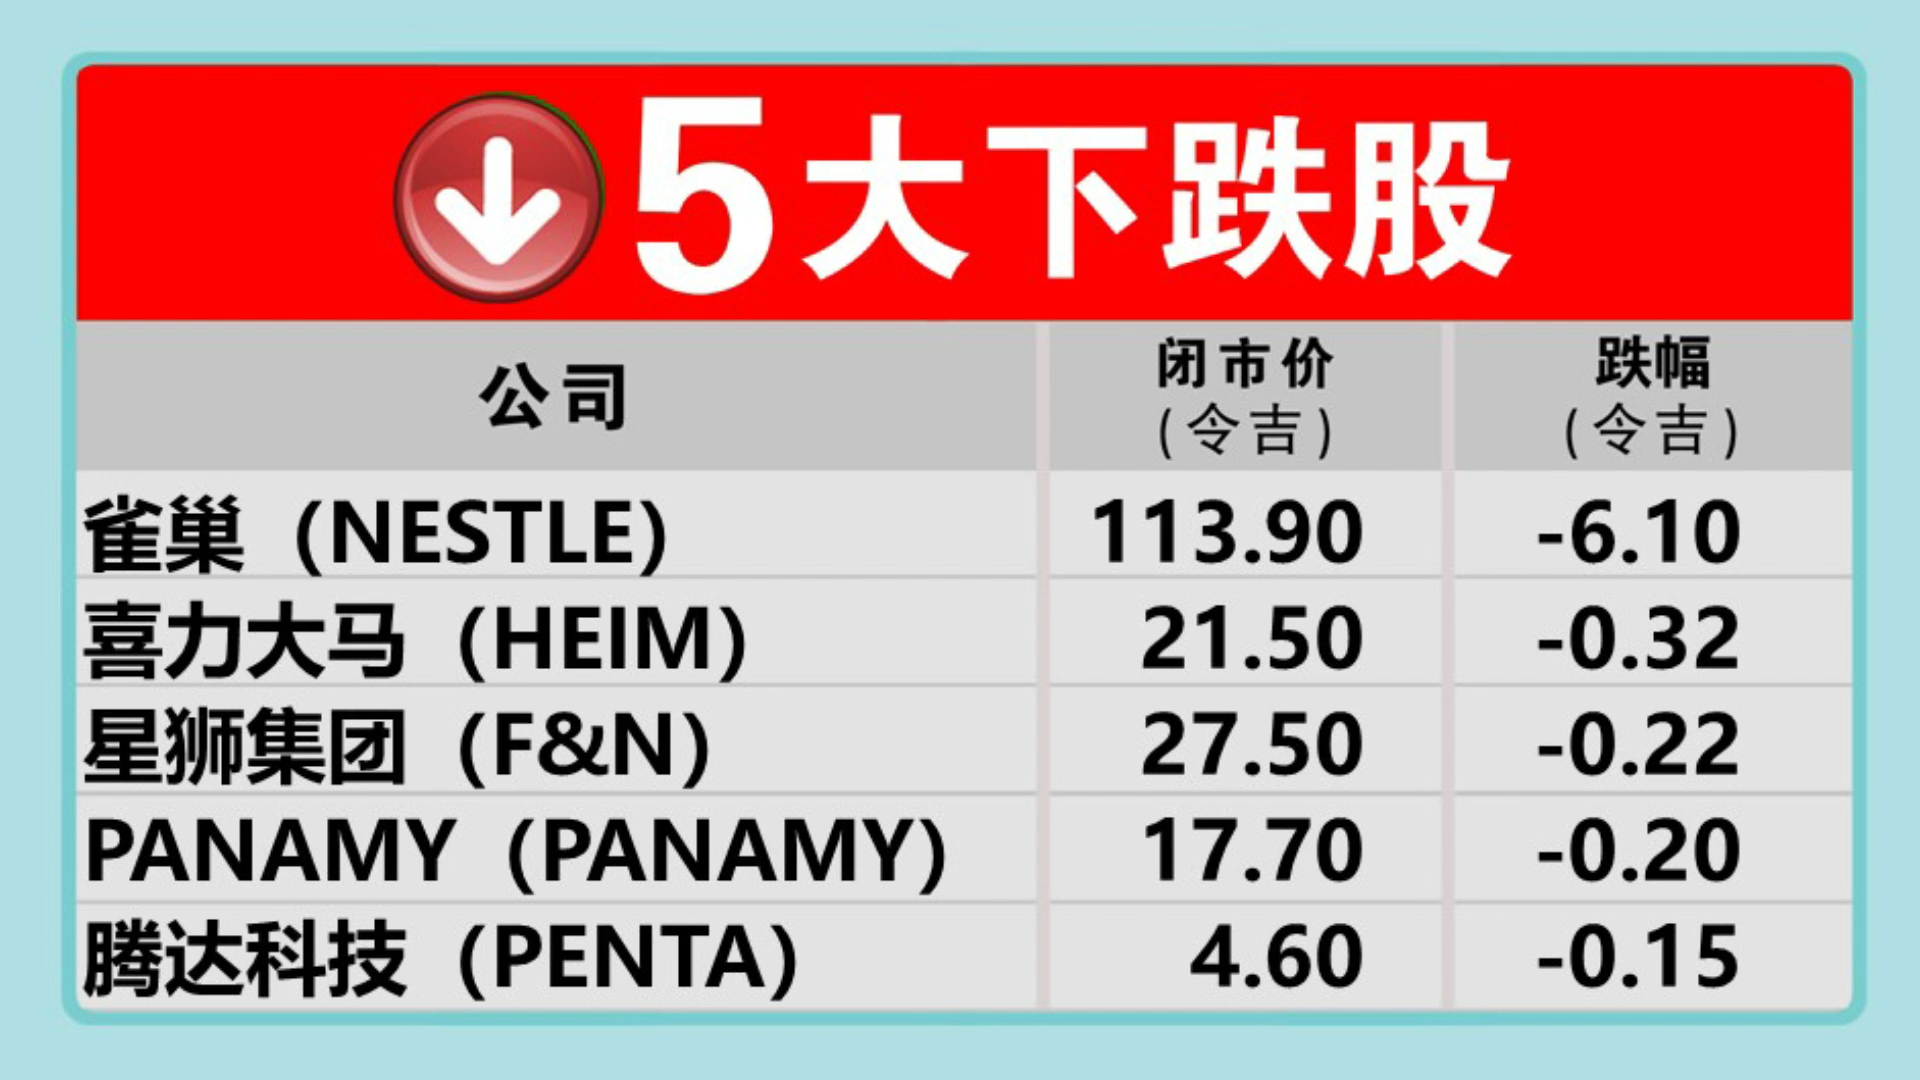 5大下跌股
公司 闭市价 跌幅
(令吉) (令吉)
雀巢（NESTLE） 113.90 -6.10
喜力大马（HEIM） 21.50 -0.32
星狮集团（F&N） 27.50 -0.22
PANAMY（PANAMY） 17.70 -0.20
腾达科技（PENTA） 4.60 -0.15